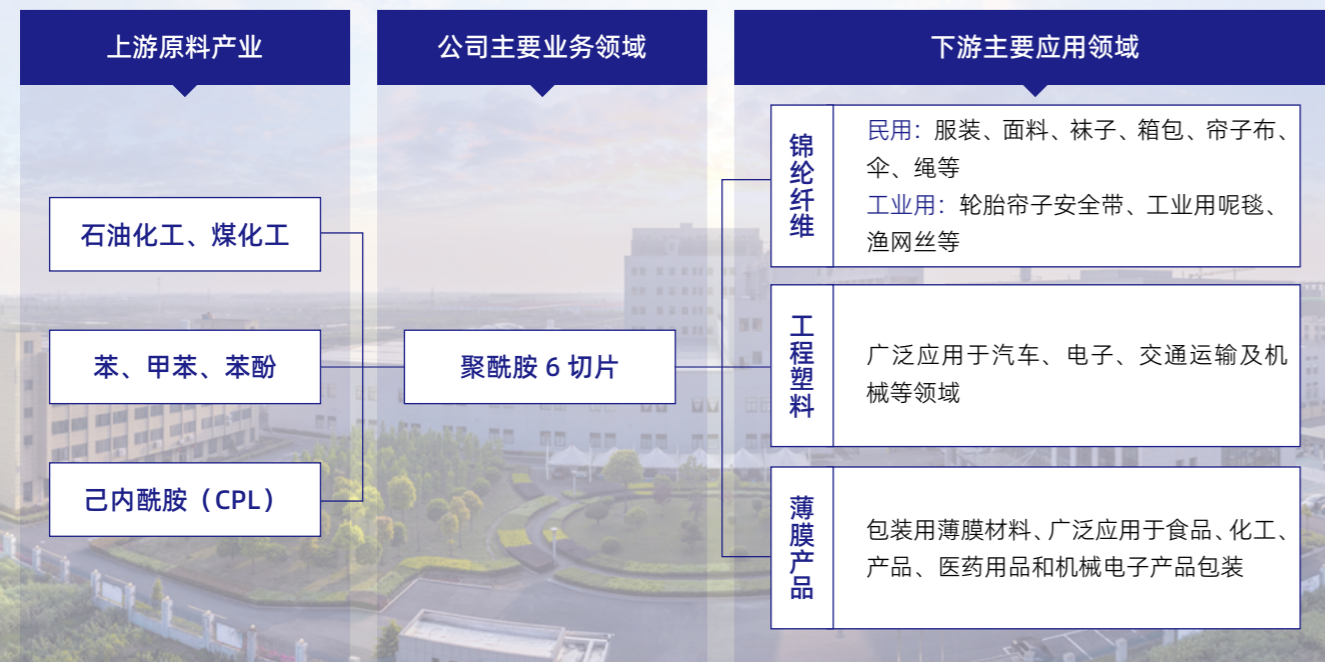 上游原料产业
石油化工、煤化工
苯、甲苯、苯酚
己内酰胺（CPL）
公司主要业务领域
聚酰胺 6 切片
下游主要应用领域
锦纶纤维
民用：服装、面料、袜子、箱包、帘子布、
伞、绳等
工业用：轮胎帘子安全带、工业用呢毯、
渔网丝等
工程塑料
广泛应用于汽车、电子、交通运输及机
械等领域
薄膜产品
包装用薄膜材料、广泛应用于食品、化工、
产品、医药用品和机械电子产品包装